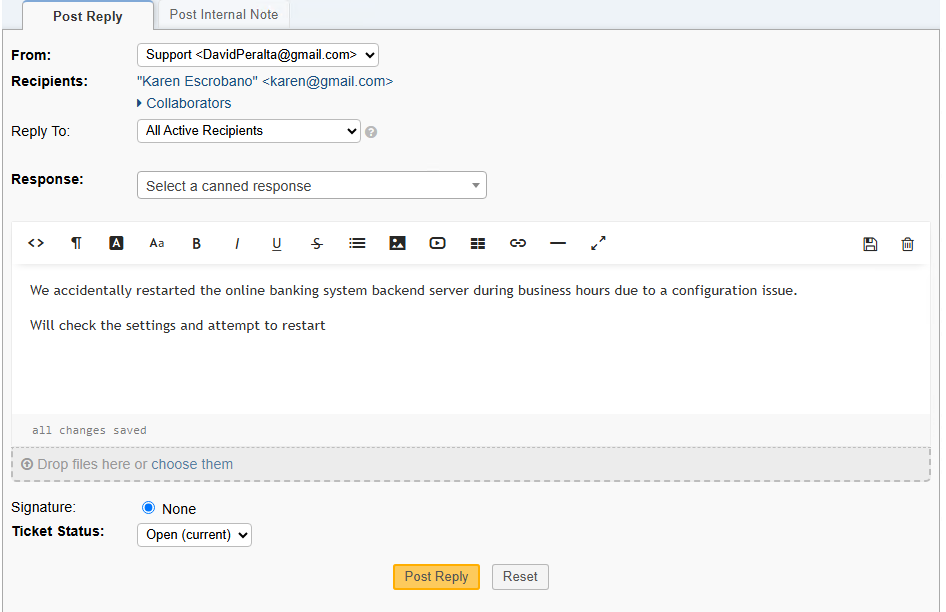 Post Reply Post Internal Note
From: Support <DavidPeralta@gmail.com>
Recipients: "Karen Escrobano" <karen@gmail.com>
Collaborators
Reply To: All Active Recipients ?
Response: Select a canned response
<> ¶ A Aa B I U S
We accidentally restarted the online banking system backend server during business hours due to a configuration issue.
Will check the settings and attempt to restart
all changes saved
Drop files here or choose them
Signature: None
Ticket Status: Open (current)
Post Reply Reset